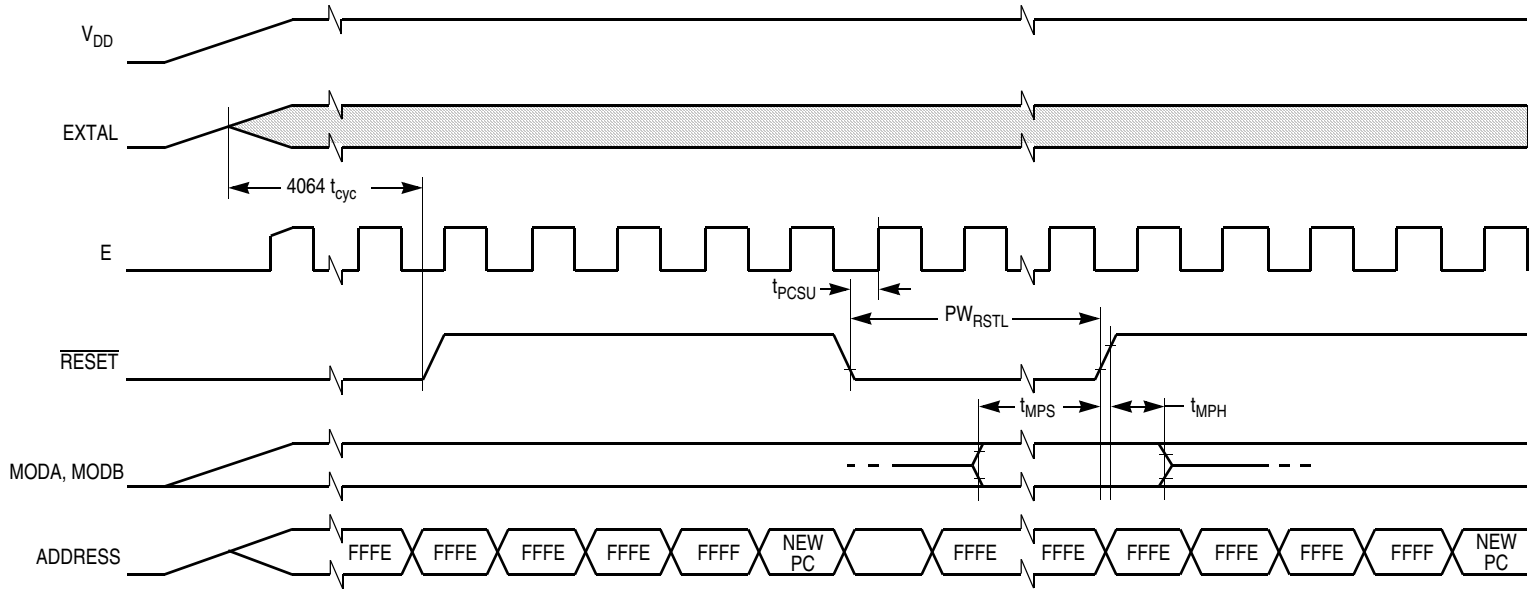 VDD
EXTAL
4064 tcyc
E
tPCSU
PWRSTL
RESET
tMPS
tMPH
MODA, MODB
ADDRESS
FFFE FFFE FFFE FFFE FFFF NEW PC FFFE FFFE FFFE FFFE FFFE FFFF NEW PC